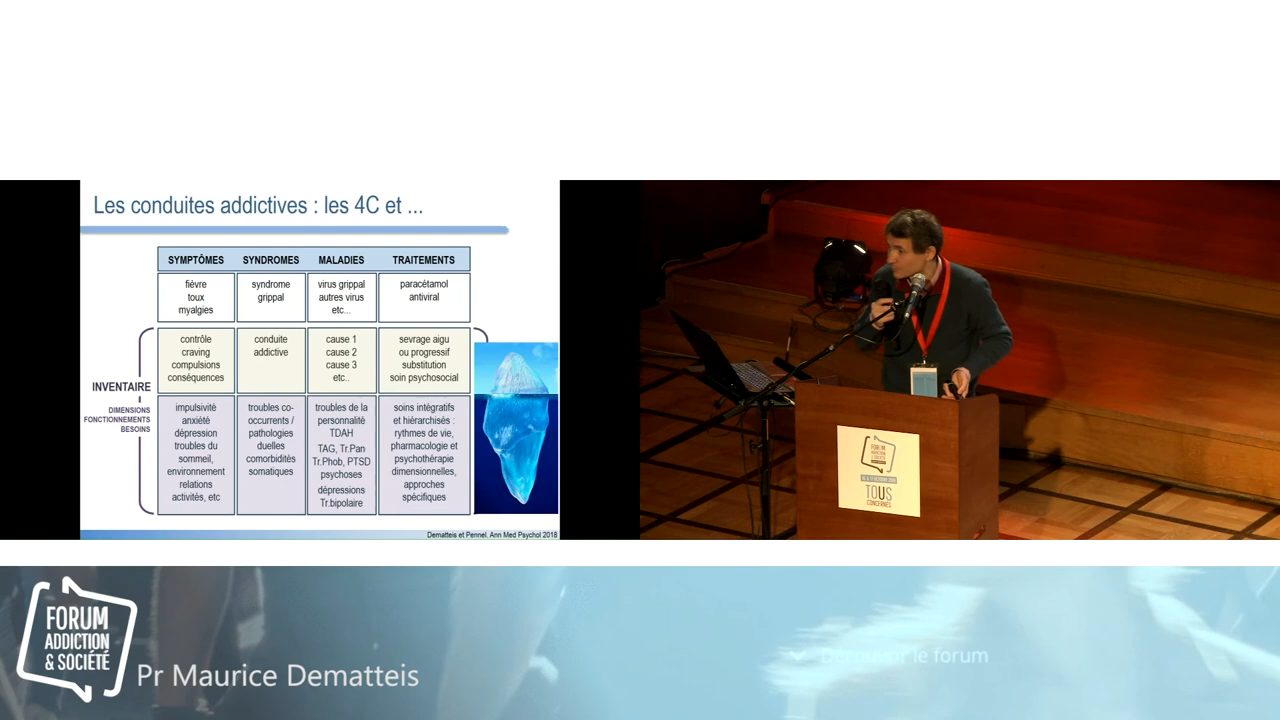 Les conduites addictives : les 4C et ...
SYMPTÔMES
SYNDROMES
MALADIES
TRAITEMENTS
fièvre
toux
myalgies
syndrome
grippal
virus grippal
autres virus
etc...
paracétamol
antiviral
contrôle
craving
compulsions
conséquences
conduite
addictive
cause 1
cause 2
cause 3
etc..
sevrage aigu
ou progressif
substitution
soin psychosocial
INVENTAIRE
DIMENSIONS
FONCTIONNEMENTS
BESOINS
impulsivité
anxiété
dépression
troubles du
sommeil,
environnement
relations
activités, etc
troubles co-
occurrents /
pathologies
duelles
comorbidités
somatiques
troubles de la
personnalité
TDAH
TAG, Tr.Pan
Tr.Phob, PTSD
psychoses
dépressions
Tr.bipolaire
soins intégratifs
et hiérarchisés :
rythmes de vie,
pharmacologie et
psychothérapie
dimensionnelles,
approches
spécifiques
Dematteis et Pennel. Ann Med Psychol 2018
FORUM
TOUS
CONCERNÉS
FORUM
ADDICTION
& SOCIÉTÉ
Pr Maurice Dematteis
Découvrir le forum